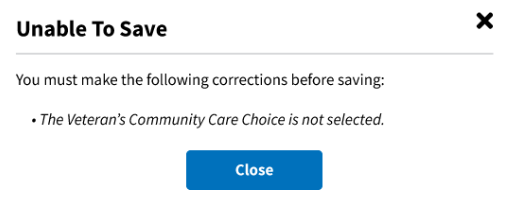 Unable To Save
You must make the following corrections before saving:
• The Veteran's Community Care Choice is not selected.
Close